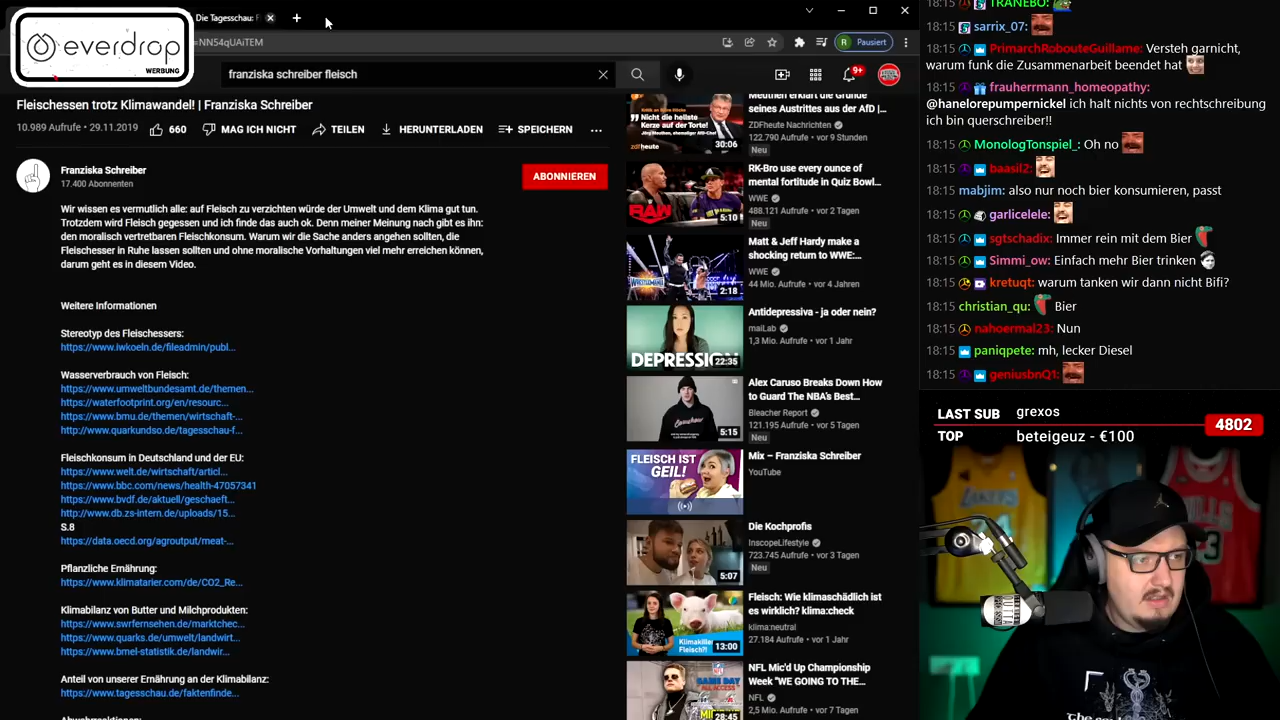 everdrop
WERBUNG
Die Tagesschau: F
=NN54qUAiTEM
Pausiert
R
franziska schreiber fleisch
9+
Fleischessen trotz Klimawandel! | Franziska Schreiber
10.989 Aufrufe • 29.11.2019
660
MAG ICH NICHT
TEILEN
HERUNTERLADEN
SPEICHERN
Franziska Schreiber
17.400 Abonnenten
ABONNIEREN
Wir wissen es vermutlich alle: auf Fleisch zu verzichten würde der Umwelt und dem Klima gut tun.
Trotzdem wird Fleisch gegessen und ich finde das auch ok. Denn meiner Meinung nach gibt es ihn:
den moralisch vertretbaren Fleischkonsum. Warum wir die Sache anders angehen sollten, die
Fleischesser in Ruhe lassen sollten und ohne moralische Vorhaltungen viel mehr erreichen können,
darum geht es in diesem Video.
Weitere Informationen
Stereotyp des Fleischessers:
https://www.iwkoeln.de/fileadmin/publ...
Wasserverbrauch von Fleisch:
https://www.umweltbundesamt.de/themen...
https://waterfootprint.org/en/resourc...
https://www.bmu.de/themen/wirtschaft-...
https://www.quarkundso.de/tagesschau-f...
Fleischkonsum in Deutschland und der EU:
https://www.welt.de/wirtschaft/articl...
https://www.bbc.com/news/health-47057341
https://www.bvdf.de/aktuell/geschaeft...
https://www.db.zs-intern.de/uploads/15...
S.8
https://data.oecd.org/agroutput/meat-...
Pflanzliche Ernährung:
https://www.klimatarier.com/de/CO2_Re...
Klimabilanz von Butter und Milchprodukten:
https://www.swrfernsehen.de/marktchec...
https://www.quarks.de/umwelt/landwirt...
https://www.bmel-statistik.de/landwir...
Anteil von unserer Ernährung an der Klimabilanz:
https://www.tagesschau.de/faktenfinde...
Abwehrreaktionen:
Meuthen erklärt die Gründe
seines Austrittes aus der AfD |...
ZDFheute Nachrichten
122.790 Aufrufe • vor 9 Stunden
Neu
„Nicht die hellste
Kerze auf der Torte!
zdfheute
30:06
RK-Bro use every ounce of
mental fortitude in Quiz Bowl...
WWE
488.121 Aufrufe • vor 2 Tagen
Neu
RAW
5:10
Matt & Jeff Hardy make a
shocking return to WWE:...
WWE
44 Mio. Aufrufe • vor 4 Jahren
2:18
Antidepressiva - ja oder nein?
maiLab
1,3 Mio. Aufrufe • vor 1 Jahr
DEPRESSI
22:35
Alex Caruso Breaks Down How
to Guard The NBA's Best...
Bleacher Report
121.195 Aufrufe • vor 5 Tagen
Neu
5:15
Mix – Franziska Schreiber
YouTube
FLEISCH IST
GEIL!
Die Kochprofis
InscopeLifestyle
723.745 Aufrufe • vor 3 Tagen
Neu
5:07
Fleisch: Wie klimaschädlich ist
es wirklich? klima:check
klima:neutral
27.184 Aufrufe • vor 1 Jahr
Klimakiller
Fleisch?!
13:00
NFL Mic'd Up Championship
Week "WE GOING TO THE...
NFL
2,5 Mio. Aufrufe • vor 7 Tagen
GAME DAY
ALL ACCESS
28:45
TRANEBO:
18:15 sarrix_07:
18:15 PrimarchRobouteGuillame: Versteh garnicht,
warum funk die Zusammenarbeit beendet hat
18:15 frauherrmann_homeopathy:
@hanelorepumpernickel ich halt nichts von rechtschreibung
ich bin querschreiber!!
18:15 MonologTonspiel_: Oh no
18:15 baasil2:
18:15 mabjim: also nur noch bier konsumieren, passt
18:15 garlicelele:
18:15 sgtschadix: Immer rein mit dem Bier
18:15 Simmi_ow: Einfach mehr Bier trinken
18:15 kretuqt: warum tanken wir dann nicht Bifi?
18:15 christian_qu: Bier
18:15 nahoermal23: Nun
18:15 paniqpete: mh, lecker Diesel
18:15 geniusbnQ1:
LAST SUB
grexos
TOP
beteigeuz - €100
4802